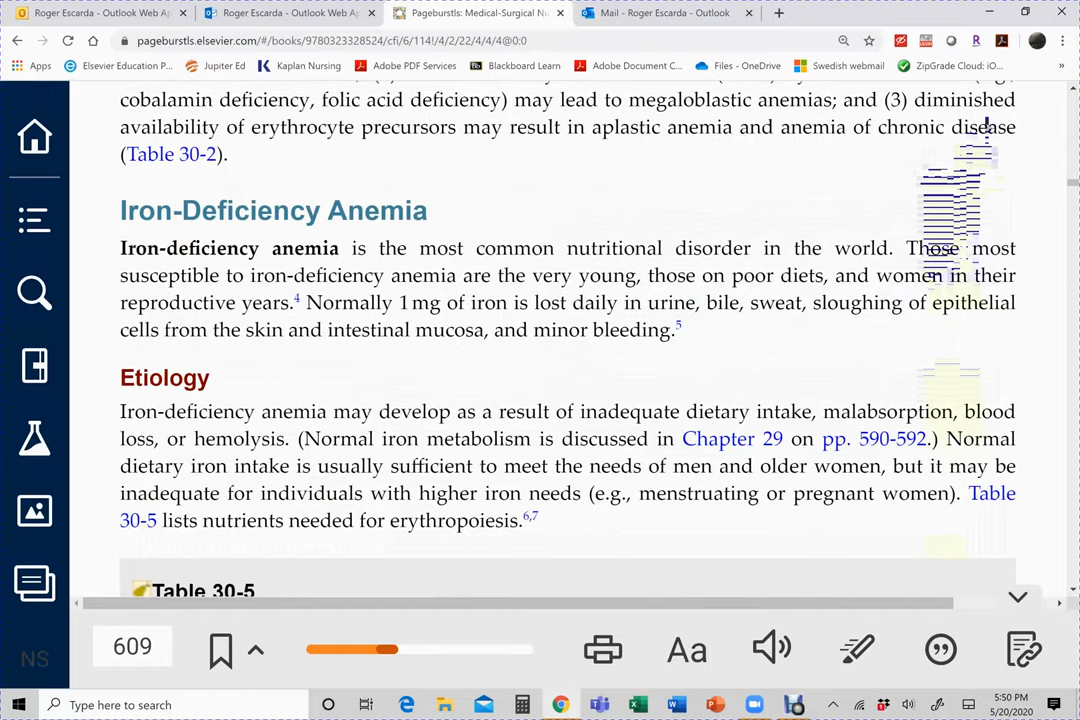 Roger Escarda - Outlook Web Ap
Roger Escarda - Outlook Web Ap
Pageburstls: Medical-Surgical Nu
Mail - Roger Escarda - Outlook
pageburstls.elsevier.com/#/books/9780323328524/cfi/6/114!/4/2/22/4/4/4@0:0
Apps
Elsevier Education P...
Jupiter Ed
Kaplan Nursing
Adobe PDF Services
Blackboard Learn
Adobe Document C...
Files - OneDrive
Swedish webmail
ZipGrade Cloud: iO...
cobalamin deficiency, folic acid deficiency) may lead to megaloblastic anemias; and (3) diminished
availability of erythrocyte precursors may result in aplastic anemia and anemia of chronic disease
(Table 30-2).
Iron-Deficiency Anemia
Iron-deficiency anemia is the most common nutritional disorder in the world. Those most
susceptible to iron-deficiency anemia are the very young, those on poor diets, and women in their
reproductive years.4 Normally 1 mg of iron is lost daily in urine, bile, sweat, sloughing of epithelial
cells from the skin and intestinal mucosa, and minor bleeding.5
Etiology
Iron-deficiency anemia may develop as a result of inadequate dietary intake, malabsorption, blood
loss, or hemolysis. (Normal iron metabolism is discussed in Chapter 29 on pp. 590-592.) Normal
dietary iron intake is usually sufficient to meet the needs of men and older women, but it may be
inadequate for individuals with higher iron needs (e.g., menstruating or pregnant women). Table
30-5 lists nutrients needed for erythropoiesis.6,7
Table 30-5
609
Aa
NS
Type here to search
5:50 PM
5/20/2020